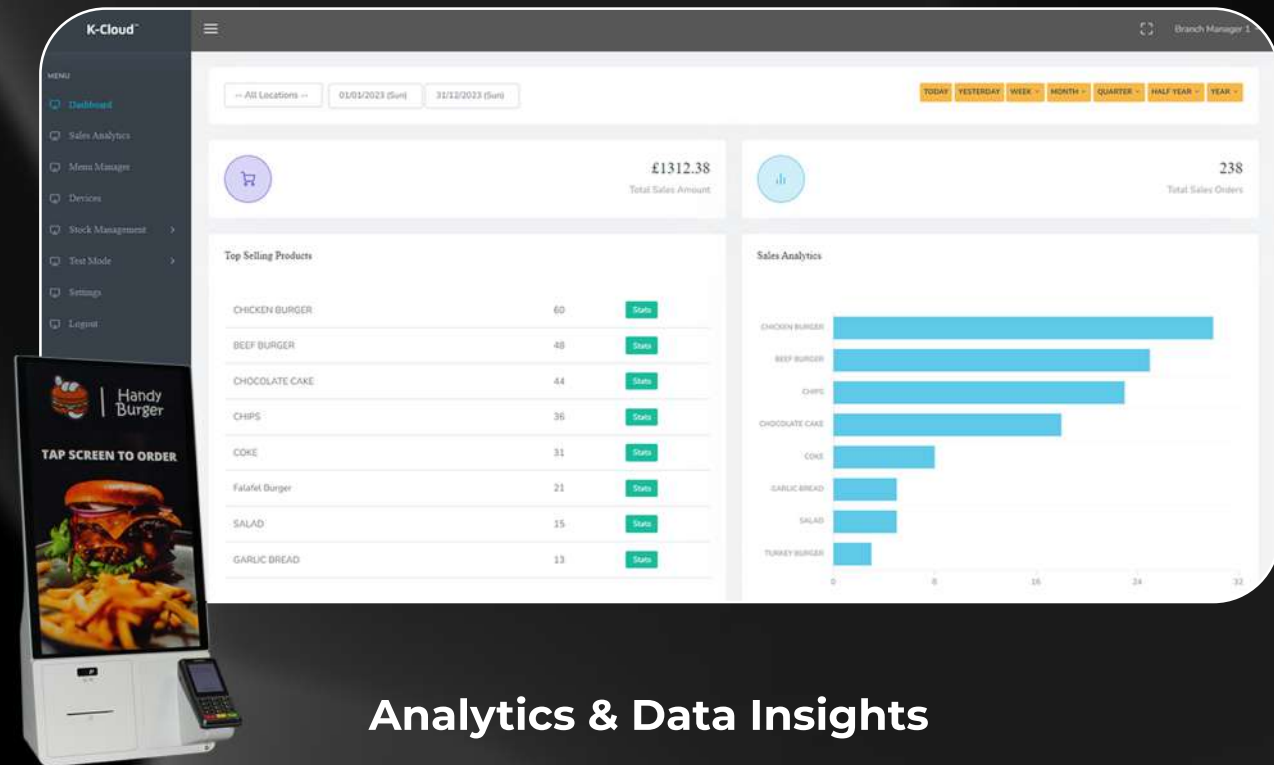 K-Cloud™
Branch Manager 1
MENU
Dashboard
Sales Analytics
Menu Manager
Devices
Stock Management
Test Mode
Settings
Logout
-- All Locations --
01/01/2023 (Sun)
31/12/2023 (Sun)
TODAY
YESTERDAY
WEEK
MONTH
QUARTER
HALF YEAR
YEAR
£1312.38
Total Sales Amount
238
Total Sales Orders
Top Selling Products
CHICKEN BURGER 60 Stats
BEEF BURGER 48 Stats
CHOCOLATE CAKE 44 Stats
CHIPS 36 Stats
COKE 31 Stats
Falafel Burger 21 Stats
SALAD 15 Stats
GARLIC BREAD 13 Stats
Sales Analytics
CHICKEN BURGER
BEEF BURGER
CHIPS
CHOCOLATE CAKE
COKE
GARLIC BREAD
SALAD
TURKEY BURGER
0 8 16 24 32
Handy
Burger
TAP SCREEN TO ORDER
Analytics & Data Insights